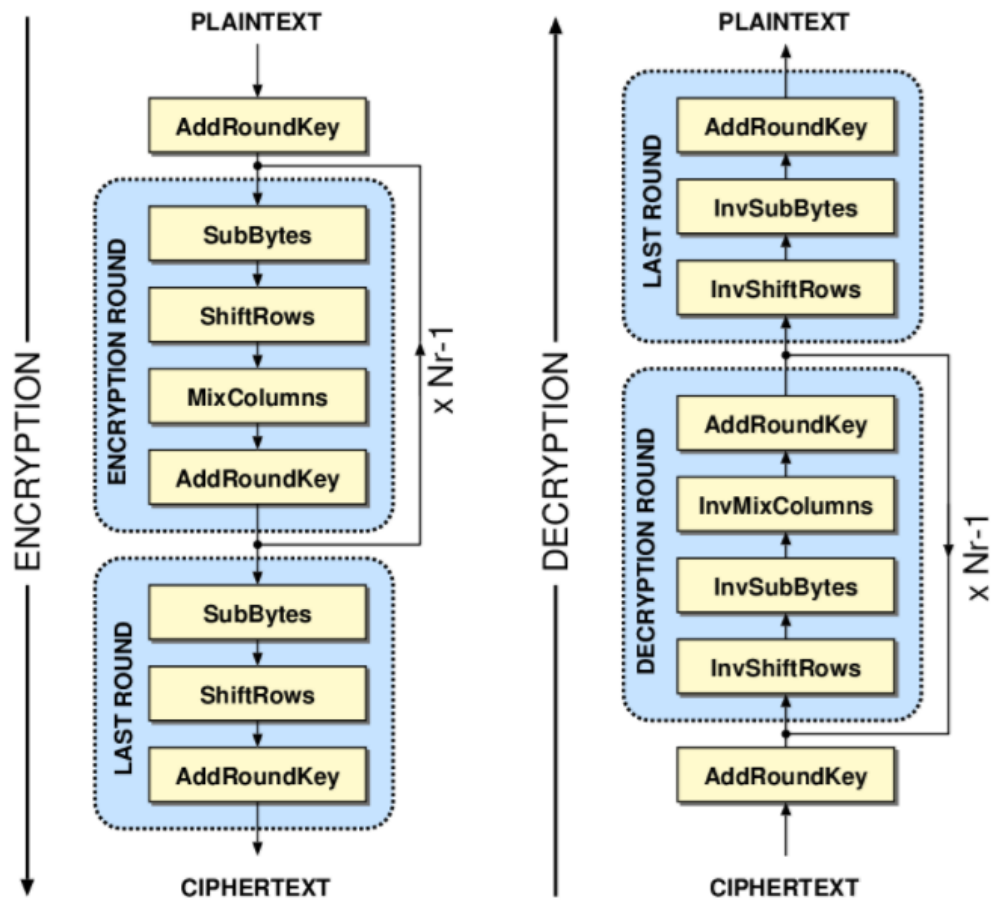 PLAINTEXT
AddRoundKey
ENCRYPTION ROUND
SubBytes
ShiftRows
MixColumns
AddRoundKey
x Nr-1
LAST ROUND
SubBytes
ShiftRows
AddRoundKey
CIPHERTEXT
ENCRYPTION
PLAINTEXT
LAST ROUND
AddRoundKey
InvSubBytes
InvShiftRows
DECRYPTION ROUND
AddRoundKey
InvMixColumns
InvSubBytes
InvShiftRows
x Nr-1
AddRoundKey
CIPHERTEXT
DECRYPTION